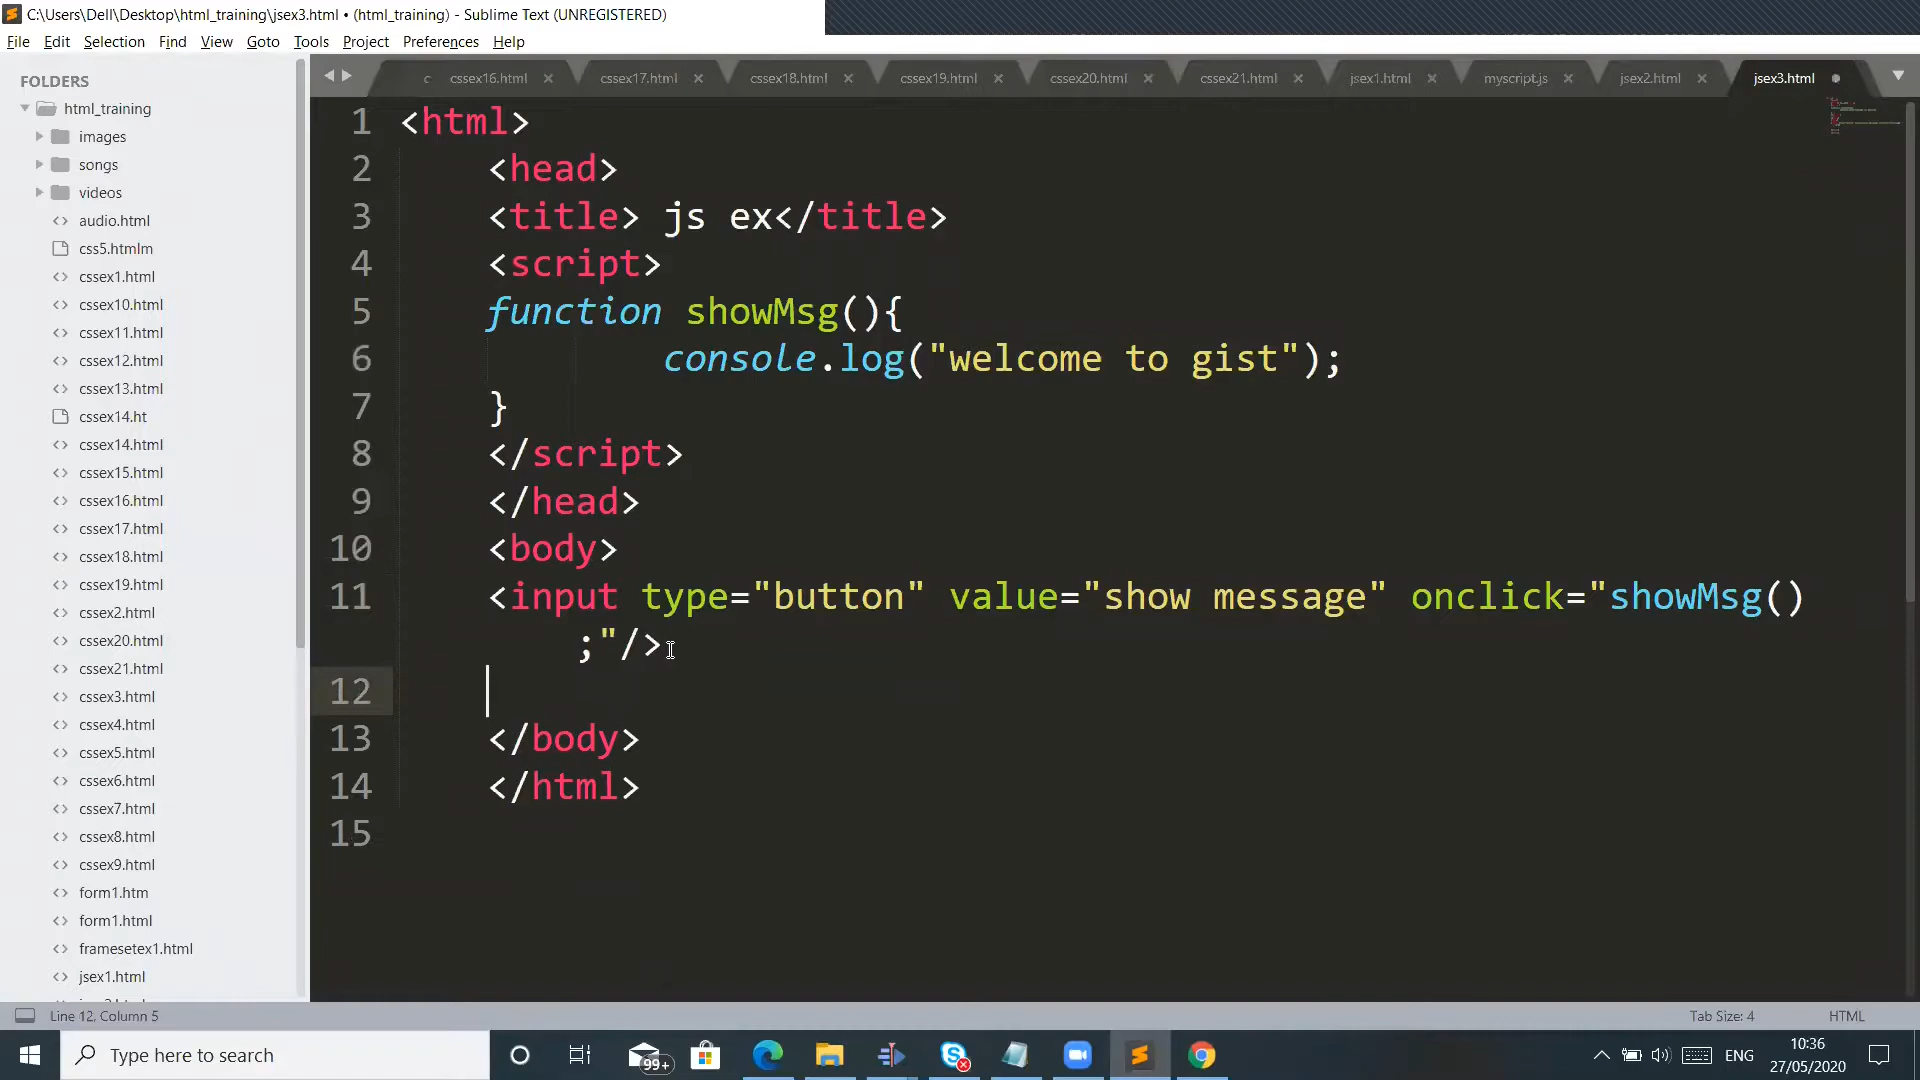 C:\Users\Dell\Desktop\html_training\jsex3.html • (html_training) - Sublime Text (UNREGISTERED)
File Edit Selection Find View Goto Tools Project Preferences Help
FOLDERS
html_training
images
songs
videos
audio.html
css5.htmlm
cssex1.html
cssex10.html
cssex11.html
cssex12.html
cssex13.html
cssex14.ht
cssex14.html
cssex15.html
cssex16.html
cssex17.html
cssex18.html
cssex19.html
cssex2.html
cssex20.html
cssex21.html
cssex3.html
cssex4.html
cssex5.html
cssex6.html
cssex7.html
cssex8.html
cssex9.html
form1.htm
form1.html
framesetex1.html
jsex1.html
c cssex16.html cssex17.html cssex18.html cssex19.html cssex20.html cssex21.html jsex1.html myscript.js jsex2.html jsex3.html
1 <html>
2 <head>
3 <title> js ex</title>
4 <script>
5 function showMsg(){
6 console.log("welcome to gist");
7 }
8 </script>
9 </head>
10 <body>
11 <input type="button" value="show message" onclick="showMsg()
;"/>
12
13 </body>
14 </html>
15
Line 12, Column 5 Tab Size: 4 HTML
Type here to search
99+
ENG
10:36
27/05/2020